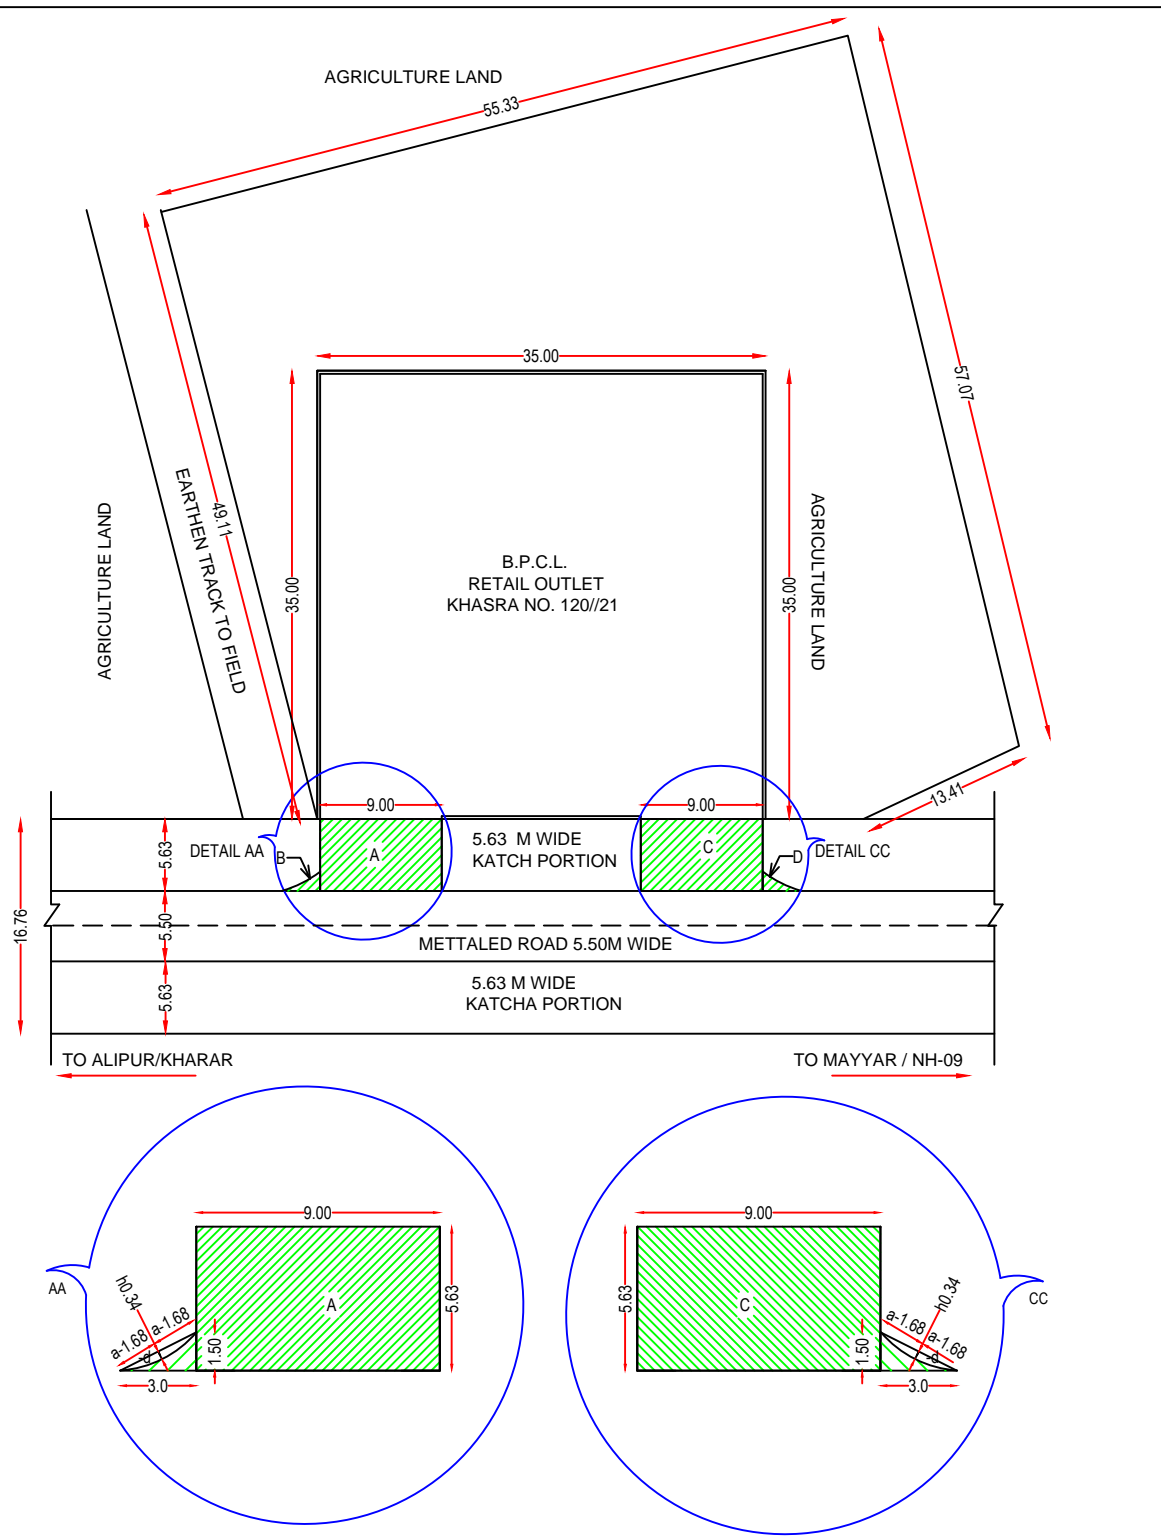 AGRICULTURE LAND
55.33
57.07
35.00
49.11
EARTHEN TRACK TO FIELD
AGRICULTURE LAND
35.00
B.P.C.L.
RETAIL OUTLET
KHASRA NO. 120//21
35.00
AGRICULTURE LAND
13.41
9.00
9.00
5.63
DETAIL AA
B
A
5.63 M WIDE
KATCH PORTION
C
D
DETAIL CC
16.76
5.50
METTALED ROAD 5.50M WIDE
5.63
5.63 M WIDE
KATCHA PORTION
TO ALIPUR/KHARAR
TO MAYYAR / NH-09
9.00
AA
h0.34
a-1.68
a-1.68
d
A
5.63
1.50
3.0
9.00
5.63
C
CC
h0.34
a-1.68
a-1.68
d
1.50
3.0